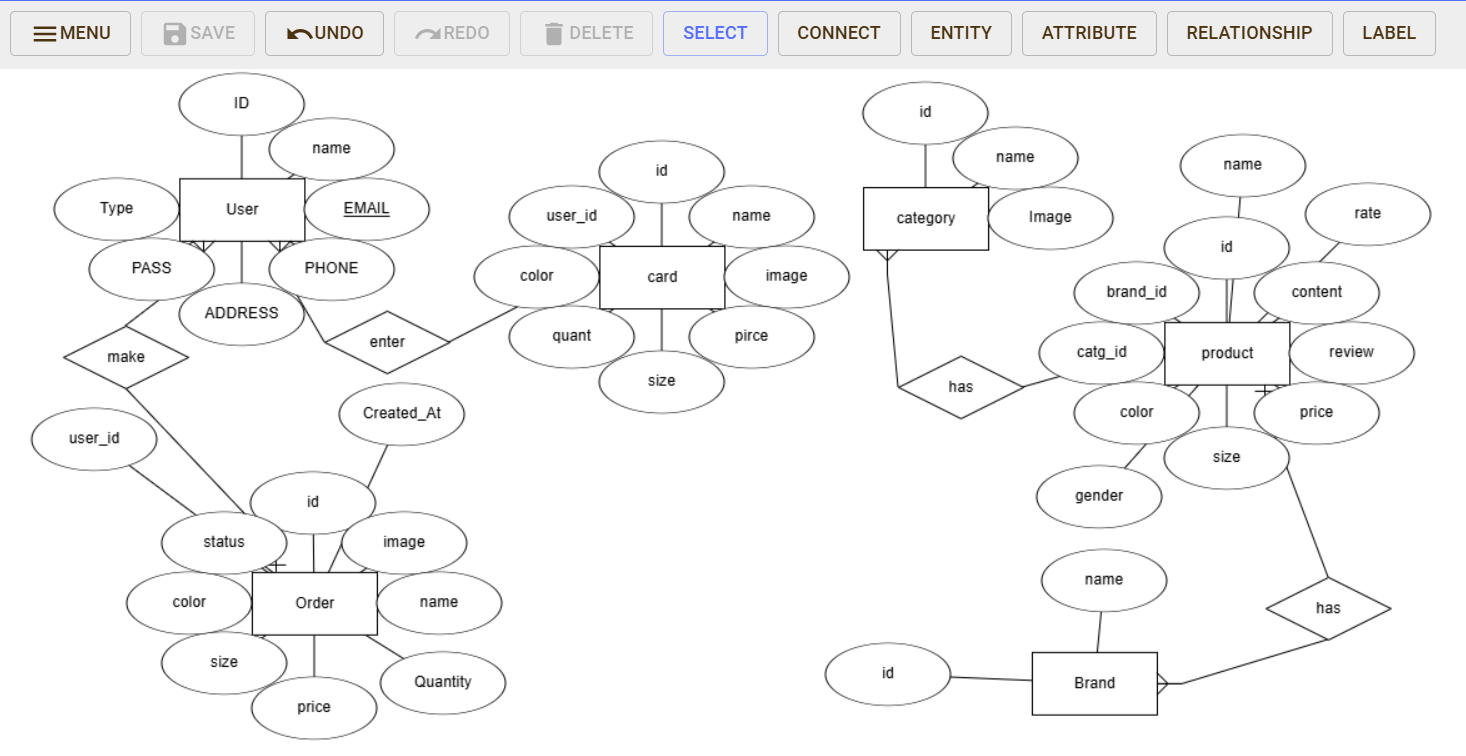 MENU SAVE UNDO REDO DELETE SELECT CONNECT ENTITY ATTRIBUTE RELATIONSHIP LABEL
ID
name
Type
User
EMAIL
PASS
PHONE
ADDRESS
make
enter
id
user_id
name
color
card
image
quant
pirce
size
id
name
category
Image
has
name
rate
id
brand_id
content
catg_id
product
review
color
price
size
gender
has
name
id
Brand
Created_At
user_id
id
status
image
color
Order
name
size
Quantity
price